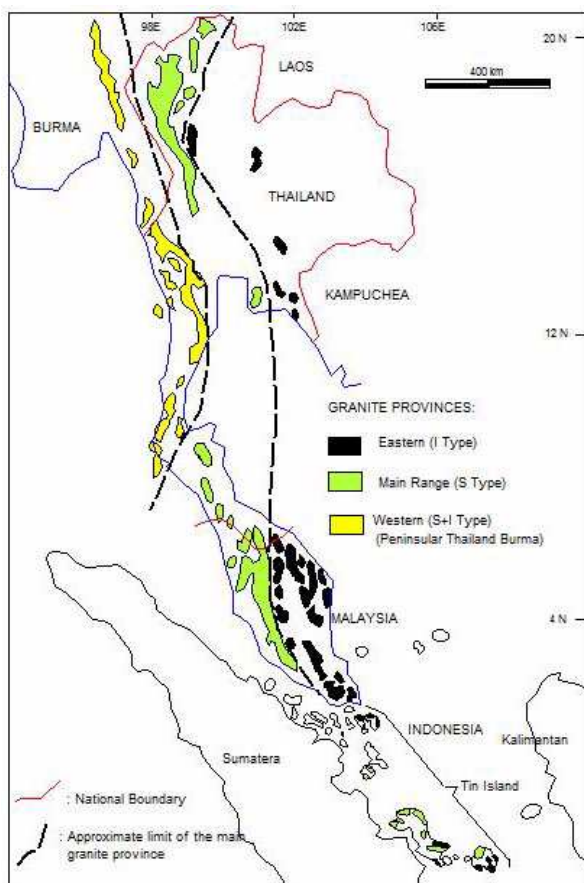 98E
102E
106E
20 N
LAOS
400 km
BURMA
THAILAND
KAMPUCHEA
12 N
GRANITE PROVINCES:
Eastern (I Type)
Main Range (S Type)
Western (S+I Type)
(Peninsular Thailand Burma)
MALAYSIA
4 N
INDONESIA
Kalimantan
Sumatera
Tin Island
: National Boundary
: Approximate limit of the main
granite province